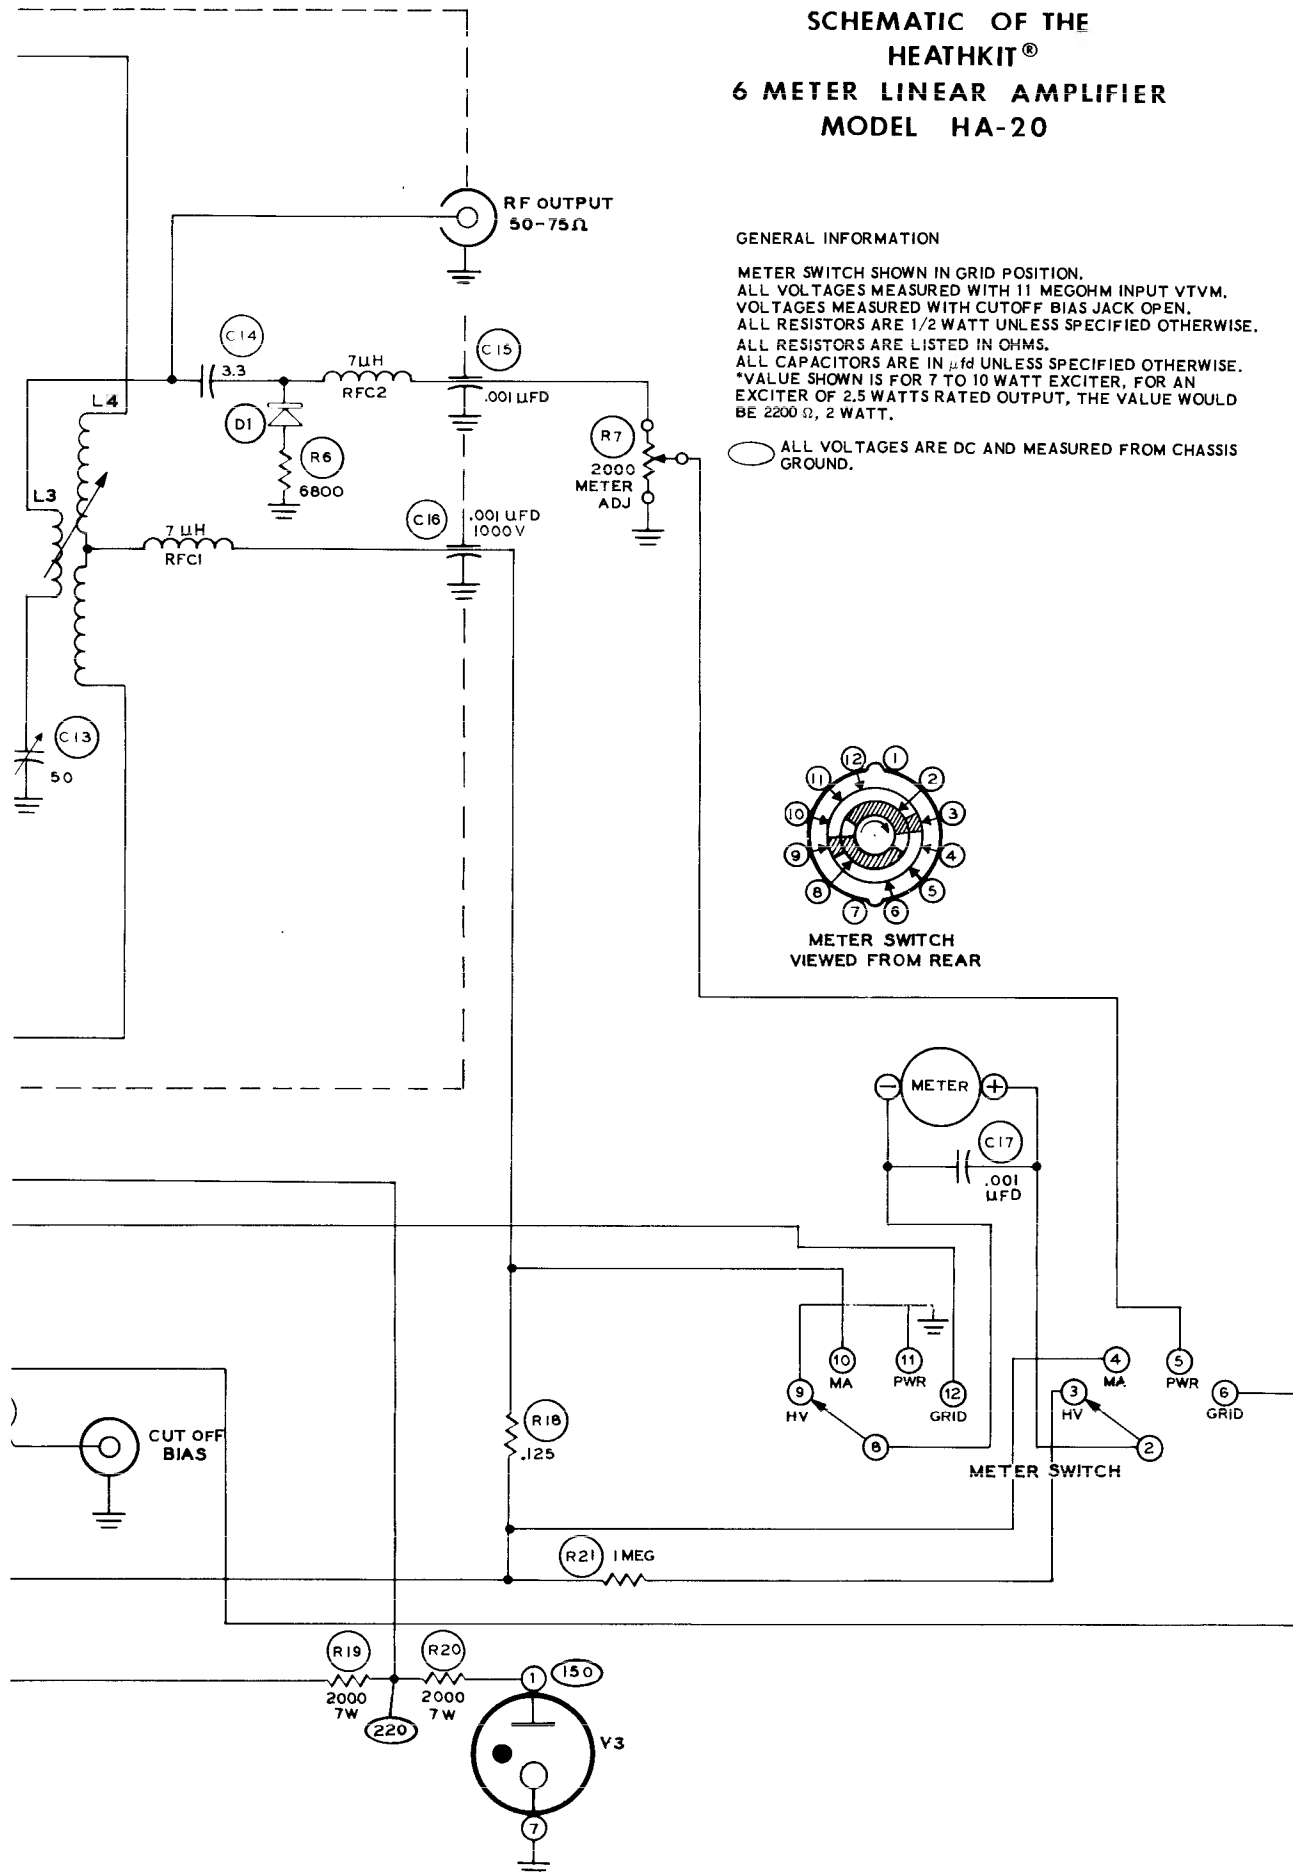 SCHEMATIC OF THE
HEATHKIT®
6 METER LINEAR AMPLIFIER
MODEL HA-20
RF OUTPUT
50-75Ω
GENERAL INFORMATION
METER SWITCH SHOWN IN GRID POSITION.
ALL VOLTAGES MEASURED WITH 11 MEGOHM INPUT VTVM.
VOLTAGES MEASURED WITH CUTOFF BIAS JACK OPEN.
ALL RESISTORS ARE 1/2 WATT UNLESS SPECIFIED OTHERWISE.
ALL RESISTORS ARE LISTED IN OHMS.
ALL CAPACITORS ARE IN µfd UNLESS SPECIFIED OTHERWISE.
*VALUE SHOWN IS FOR 7 TO 10 WATT EXCITER, FOR AN
EXCITER OF 2.5 WATTS RATED OUTPUT, THE VALUE WOULD
BE 2200 Ω, 2 WATT.
ALL VOLTAGES ARE DC AND MEASURED FROM CHASSIS
GROUND.
C14
3.3
7µH
RFC2
C15
.001 µFD
L4
D1
R6
6800
R7
2000
METER
ADJ
L3
7 µH
RFC1
C16
.001 µFD
1000V
C13
50
12
1
11
2
10
3
9
4
8
5
7
6
METER SWITCH
VIEWED FROM REAR
−
METER
+
C17
.001
µFD
10
MA
11
PWR
9
HV
12
GRID
8
4
MA
5
PWR
3
HV
6
GRID
2
METER SWITCH
R18
.125
CUT OFF
BIAS
R21
1 MEG
R19
2000
7W
R20
2000
7W
220
1
150
V3
7